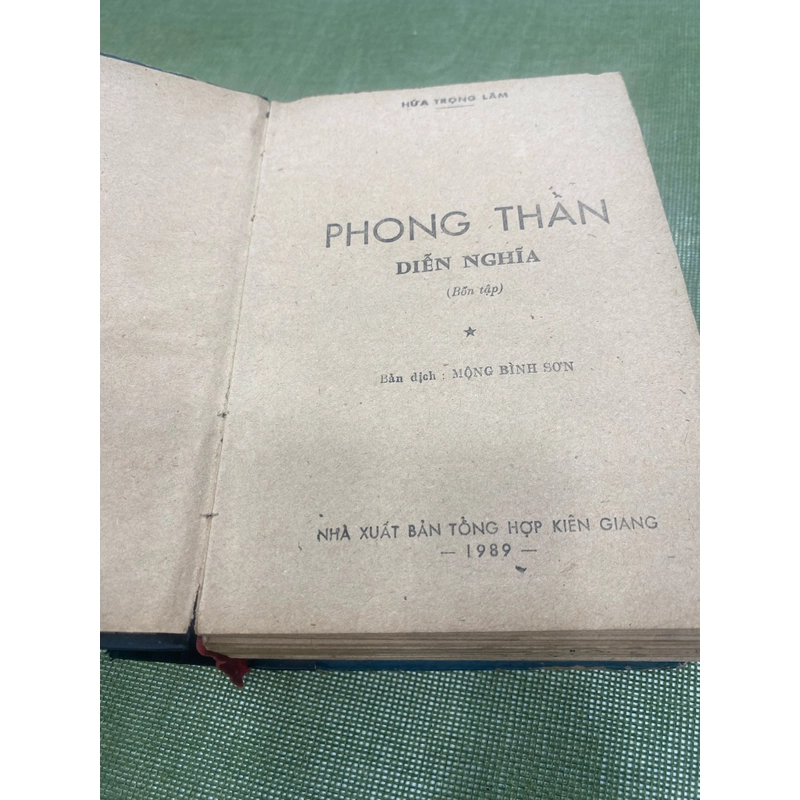 HỨA TRỌNG LÂM
PHONG THẦN
DIỄN NGHĨA
(Bốn tập)
Bản dịch : MỘNG BÌNH SƠN
NHÀ XUẤT BẢN TỔNG HỢP KIÊN GIANG
— 1989 —